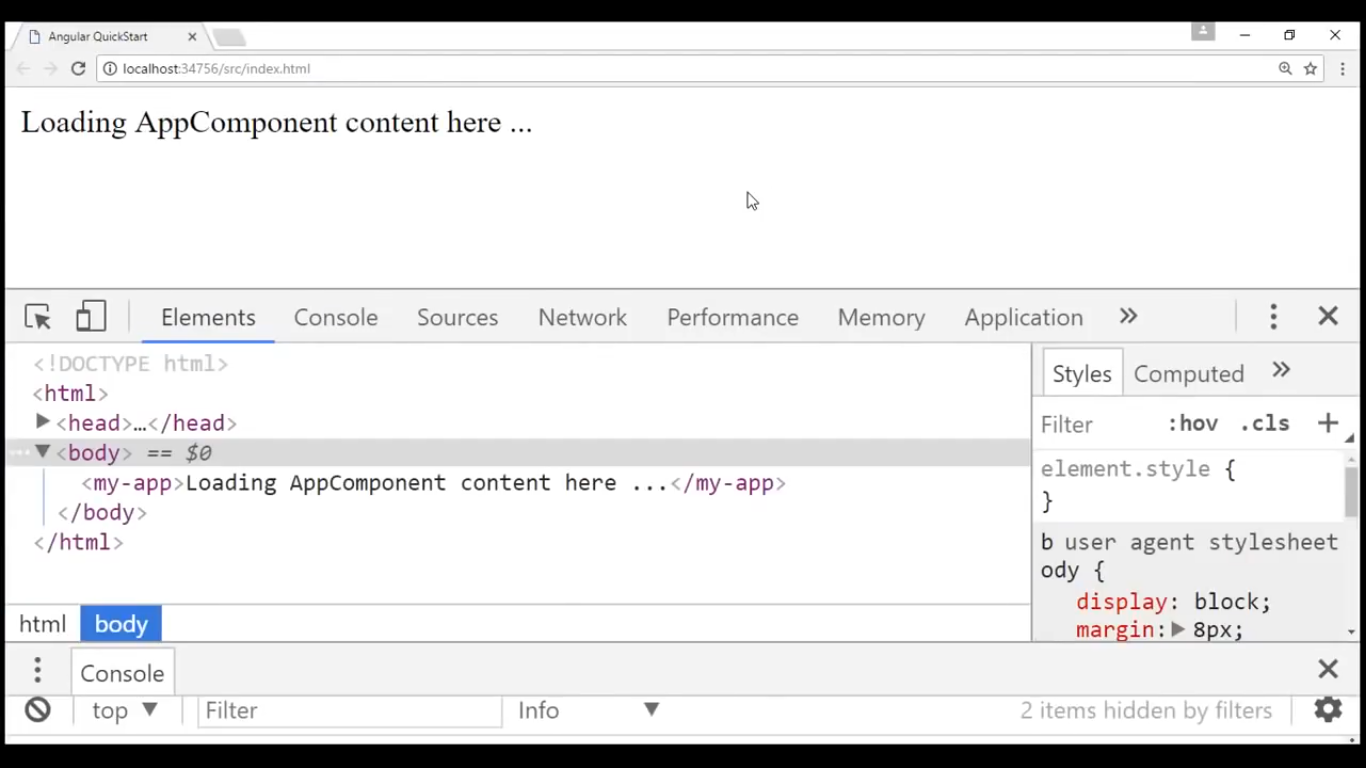 Angular QuickStart
localhost:34756/src/index.html
Loading AppComponent content here ...
Elements Console Sources Network Performance Memory Application »
<!DOCTYPE html>
<html>
<head>…</head>
<body> == $0
<my-app>Loading AppComponent content here ...</my-app>
</body>
</html>
html body
Styles Computed »
Filter :hov .cls +
element.style {
}
b user agent stylesheet
ody {
display: block;
margin: 8px;
Console
top Filter Info 2 items hidden by filters